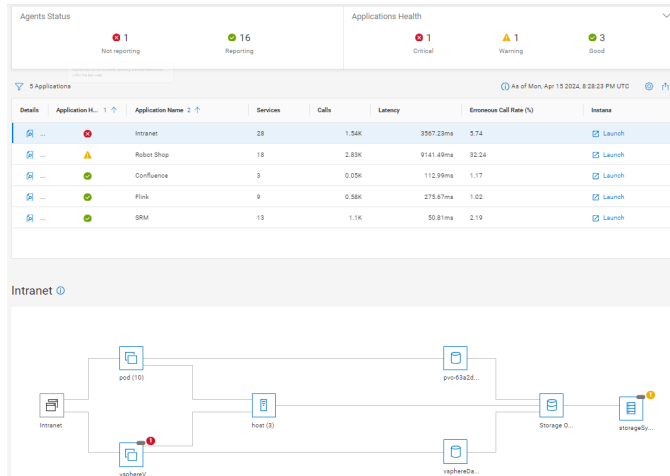 Agents Status
Applications Health
1
16
1
1
3
Not reporting
Reporting
Critical
Warning
Good
5 Applications
As of Mon, Apr 15 2024, 8:28:23 PM UTC
Details Application H... 1 Application Name 2 Services Calls Latency Erroneous Call Rate (%) Instana
... Intranet 28 1.54K 3567.23ms 5.74 Launch
... Robot Shop 18 2.83K 9141.49ms 32.24 Launch
... Confluence 3 0.05K 112.99ms 1.17 Launch
... Flink 9 0.58K 275.67ms 1.02 Launch
... SRM 13 1.1K 50.81ms 2.19 Launch
Intranet
pod (10)
pvc-63a2d...
Intranet
host (3)
Storage O...
1
storageSy...
1
vsphereV...
vsphereDa...